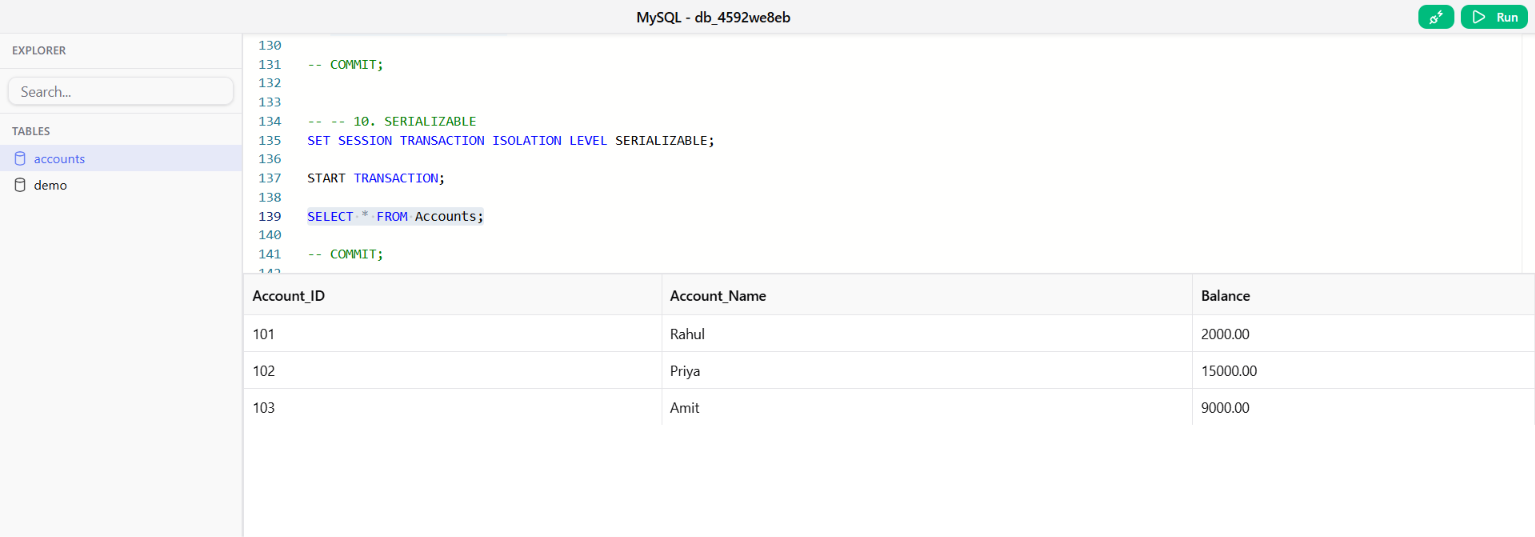 MySQL - db_4592we8eb
Run
EXPLORER
Search...
TABLES
accounts
demo
130
131 -- COMMIT;
132
133
134 -- -- 10. SERIALIZABLE
135 SET SESSION TRANSACTION ISOLATION LEVEL SERIALIZABLE;
136
137 START TRANSACTION;
138
139 SELECT * FROM Accounts;
140
141 -- COMMIT;
142
Account_ID Account_Name Balance
101 Rahul 2000.00
102 Priya 15000.00
103 Amit 9000.00